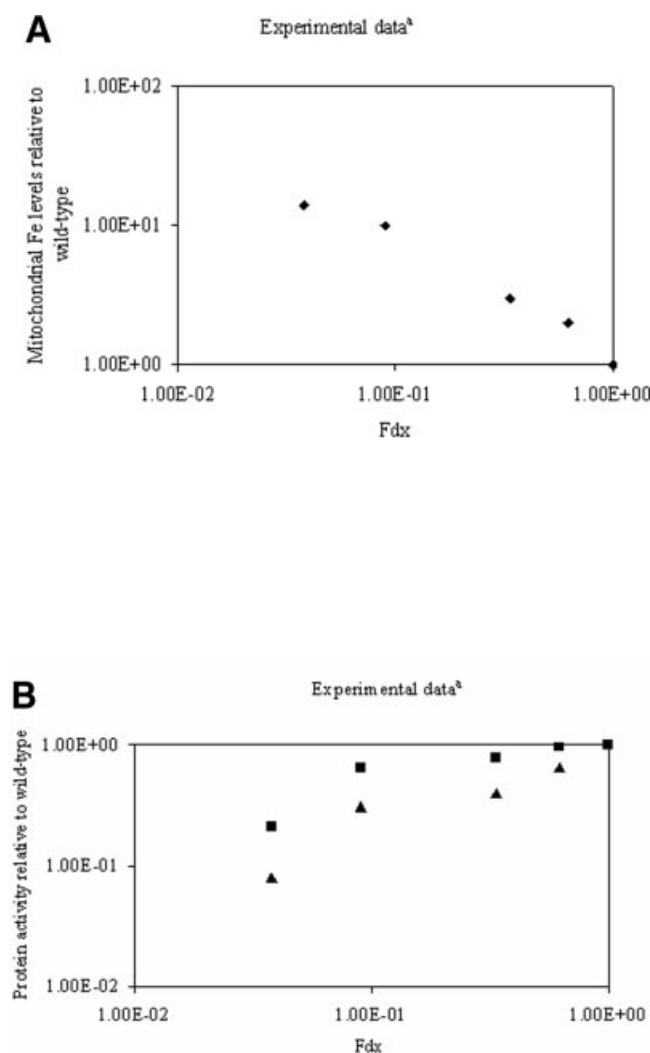 A
Experimental dataª
Mitochondrial Fe levels relative to
wild-type
1.00E+02
1.00E+01
1.00E+00
1.00E-02
1.00E-01
1.00E+00
Fdx
B
Experimental dataª
Protein activity relative to wild-type
1.00E+00
1.00E-01
1.00E-02
1.00E-02
1.00E-01
1.00E+00
Fdx